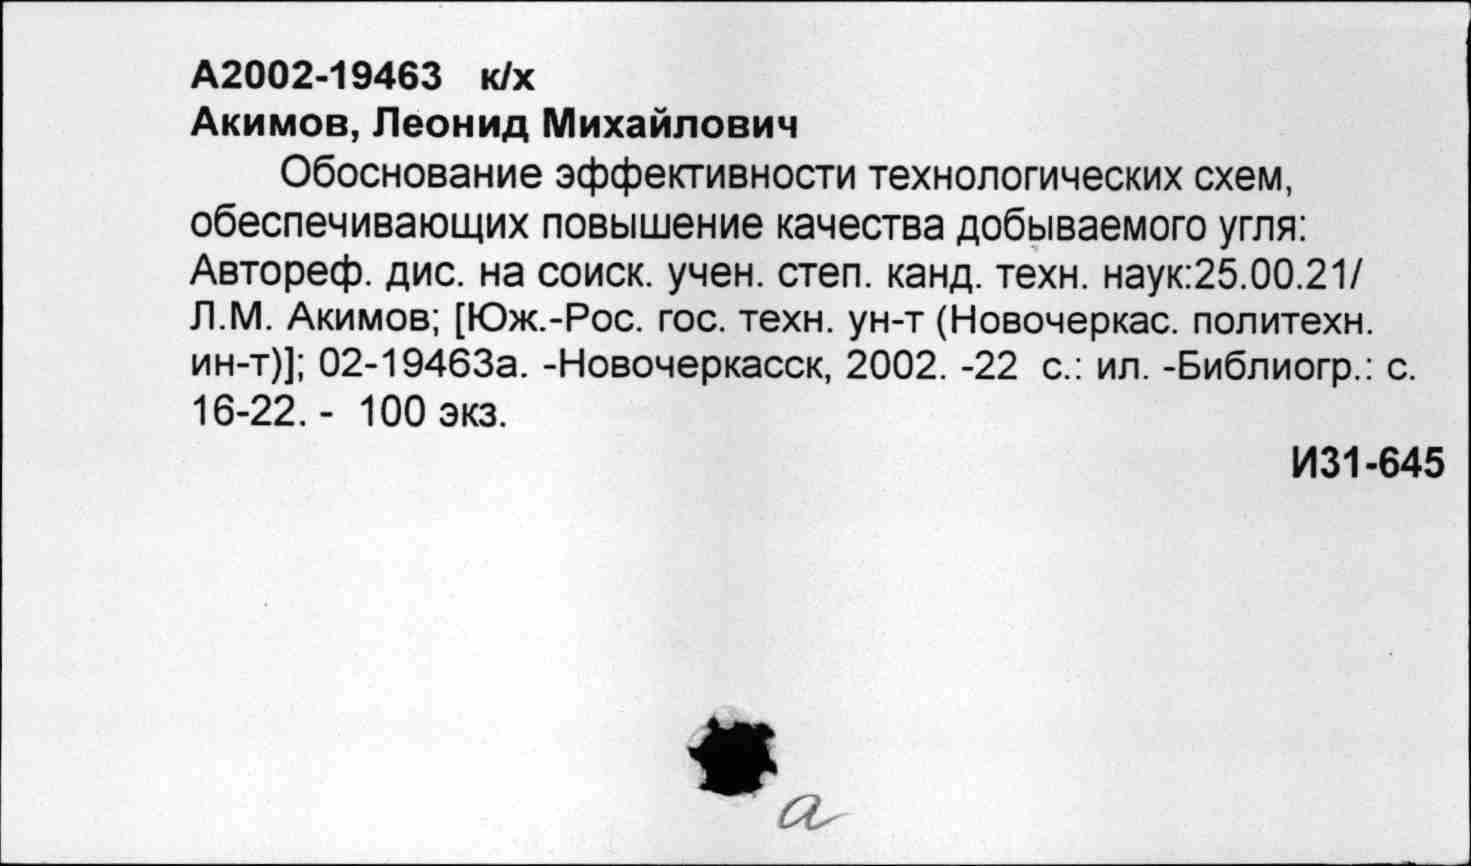 А2002-19463 к/х
Акимов, Леонид Михайлович
Обоснование эффективности технологических схем,
обеспечивающих повышение качества добываемого угля:
Автореф. дис. на соиск. учен. степ. канд. техн. наук:25.00.21/
Л.М. Акимов; [Юж.-Рос. гос. техн. ун-т (Новочеркас. политехн.
ин-т)]; 02-19463а. -Новочеркасск, 2002. -22 с.: ил. -Библиогр.: с.
16-22. - 100 экз.
И31-645
а